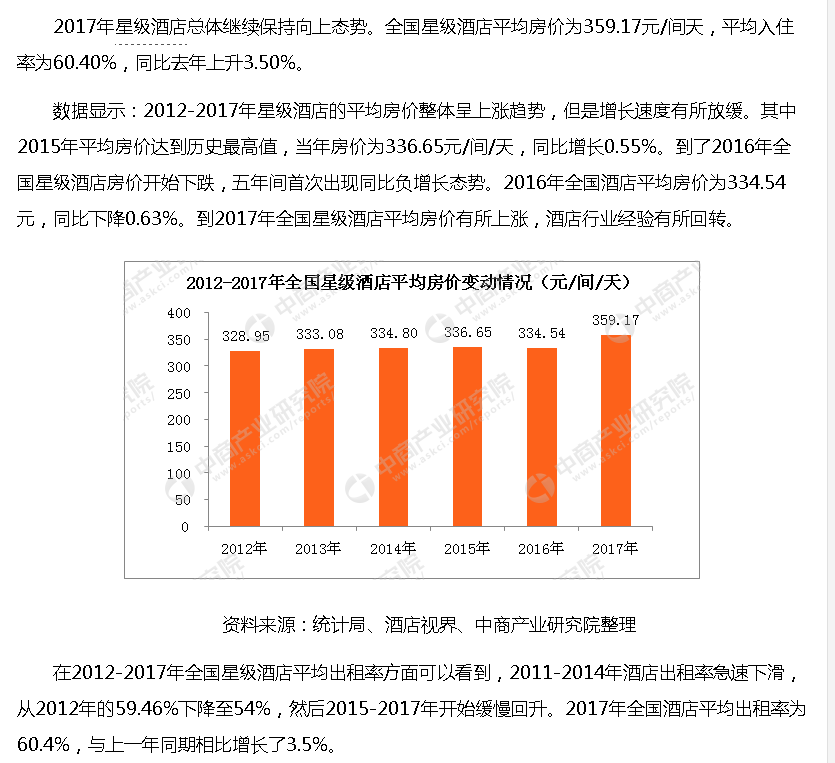 2017年星级酒店总体继续保持向上态势。全国星级酒店平均房价为359.17元/间天，平均入住
率为60.40%，同比去年上升3.50%。
数据显示：2012-2017年星级酒店的平均房价整体呈上涨趋势，但是增长速度有所放缓。其中
2015年平均房价达到历史最高值，当年房价为336.65元/间/天，同比增长0.55%。到了2016年全
国星级酒店房价开始下跌，五年间首次出现同比负增长态势。2016年全国酒店平均房价为334.54
元，同比下降0.63%。到2017年全国星级酒店平均房价有所上涨，酒店行业经验有所回转。
2012-2017年全国星级酒店平均房价变动情况（元/间/天）
400
350
300
250
200
150
100
50
0
328.95 333.08 334.80 336.65 334.54 359.17
2012年 2013年 2014年 2015年 2016年 2017年
中商产业研究院
www.askci.com/reports/
资料来源：统计局、酒店视界、中商产业研究院整理
在2012-2017年全国星级酒店平均出租率方面可以看到，2011-2014年酒店出租率急速下滑，
从2012年的59.46%下降至54%，然后2015-2017年开始缓慢回升。2017年全国酒店平均出租率为
60.4%，与上一年同期相比增长了3.5%。